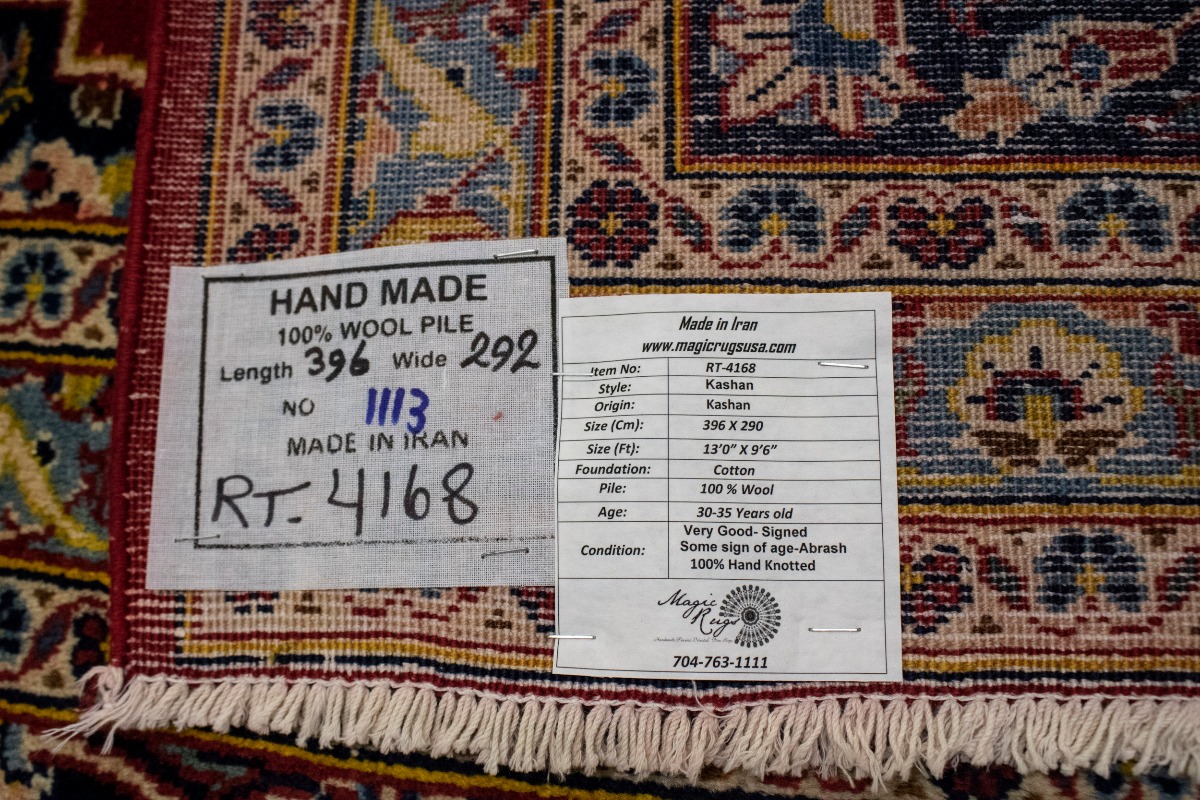 HAND MADE
100% WOOL PILE
Length 396 Wide 292
NO 1113
MADE IN IRAN
RT-4168
Made in Iran
www.magicrugsusa.com
Item No: RT-4168
Style: Kashan
Origin: Kashan
Size (Cm): 396 X 290
Size (Ft): 13’0” X 9’6”
Foundation: Cotton
Pile: 100 % Wool
Age: 30-35 Years old
Condition: Very Good- Signed
Some sign of age-Abrash
100% Hand Knotted
Magic
Rugs
704-763-1111